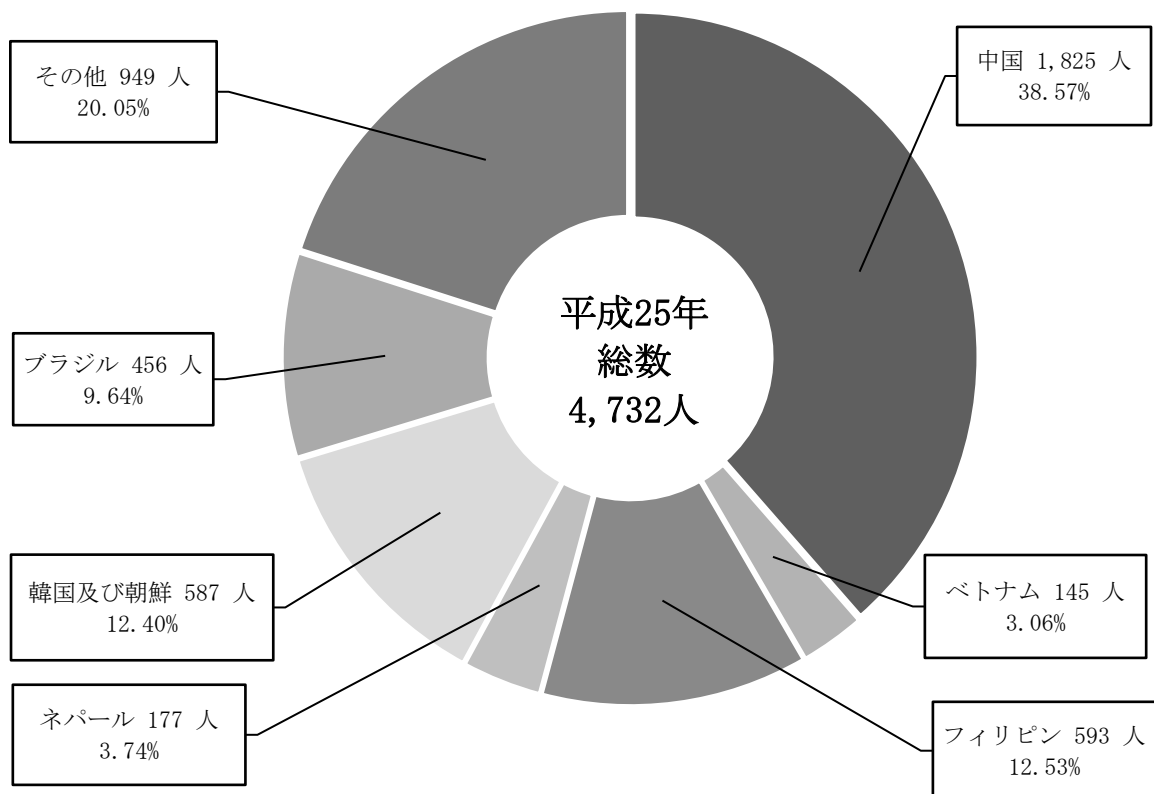 その他 949 人
20.05%
中国 1,825 人
38.57%
平成25年
総数
4,732人
ブラジル 456 人
9.64%
韓国及び朝鮮 587 人
12.40%
ベトナム 145 人
3.06%
ネパール 177 人
3.74%
フィリピン 593 人
12.53%